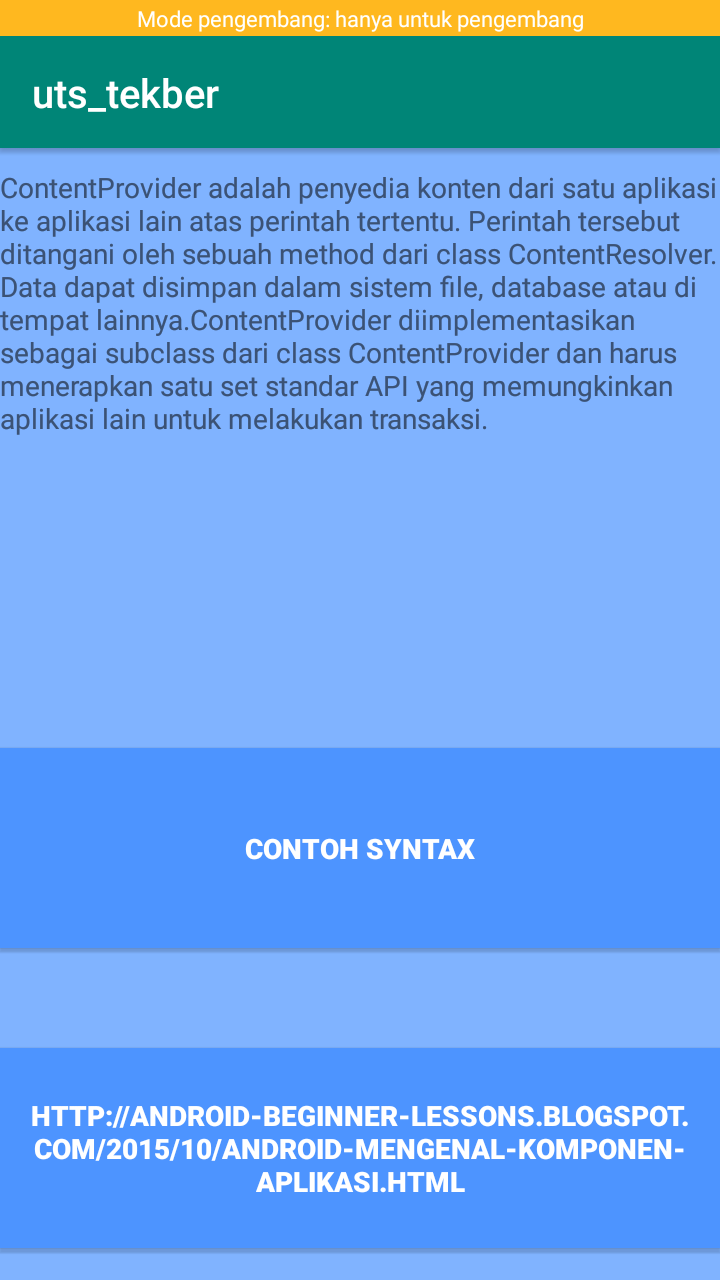 Mode pengembang: hanya untuk pengembang
uts_tekber
ContentProvider adalah penyedia konten dari satu aplikasi
ke aplikasi lain atas perintah tertentu. Perintah tersebut
ditangani oleh sebuah method dari class ContentResolver.
Data dapat disimpan dalam sistem file, database atau di
tempat lainnya.ContentProvider diimplementasikan
sebagai subclass dari class ContentProvider dan harus
menerapkan satu set standar API yang memungkinkan
aplikasi lain untuk melakukan transaksi.
CONTOH SYNTAX
HTTP://ANDROID-BEGINNER-LESSONS.BLOGSPOT.
COM/2015/10/ANDROID-MENGENAL-KOMPONEN-
APLIKASI.HTML